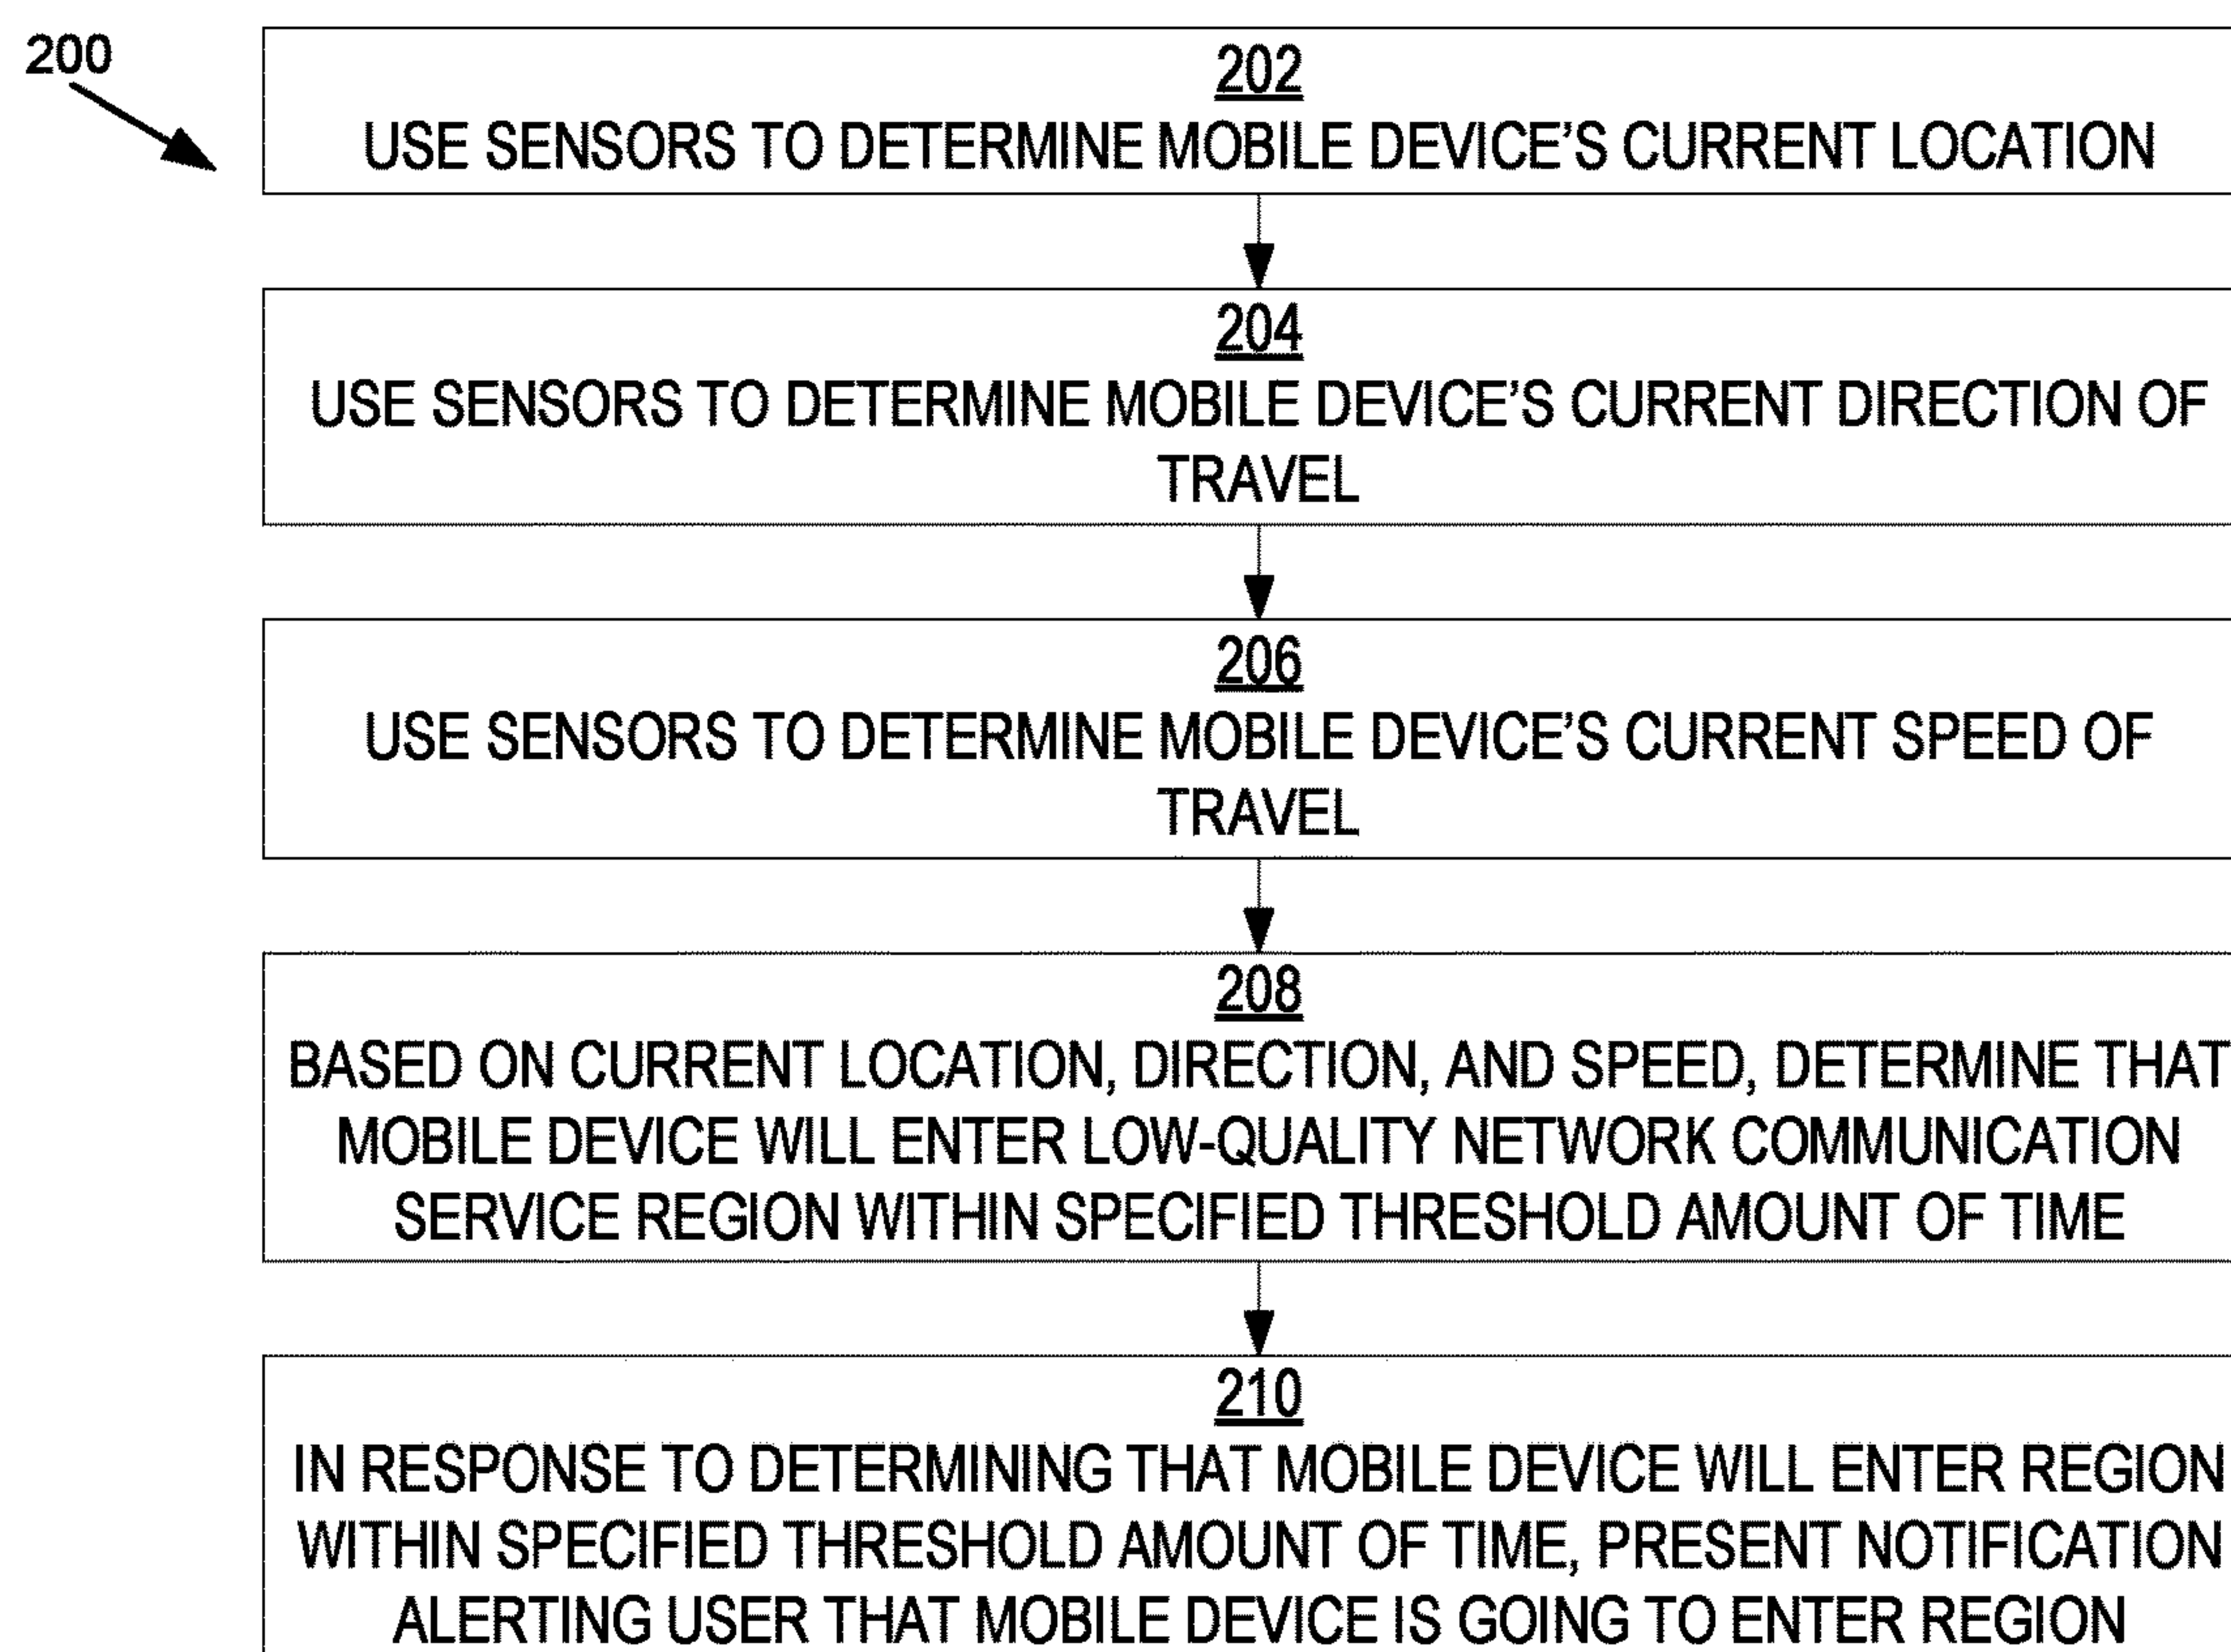 200
202
USE SENSORS TO DETERMINE MOBILE DEVICE'S CURRENT LOCATION
204
USE SENSORS TO DETERMINE MOBILE DEVICE'S CURRENT DIRECTION OF
TRAVEL
206
USE SENSORS TO DETERMINE MOBILE DEVICE'S CURRENT SPEED OF
TRAVEL
208
BASED ON CURRENT LOCATION, DIRECTION, AND SPEED, DETERMINE THAT
MOBILE DEVICE WILL ENTER LOW-QUALITY NETWORK COMMUNICATION
SERVICE REGION WITHIN SPECIFIED THRESHOLD AMOUNT OF TIME
210
IN RESPONSE TO DETERMINING THAT MOBILE DEVICE WILL ENTER REGION
WITHIN SPECIFIED THRESHOLD AMOUNT OF TIME, PRESENT NOTIFICATION
ALERTING USER THAT MOBILE DEVICE IS GOING TO ENTER REGION